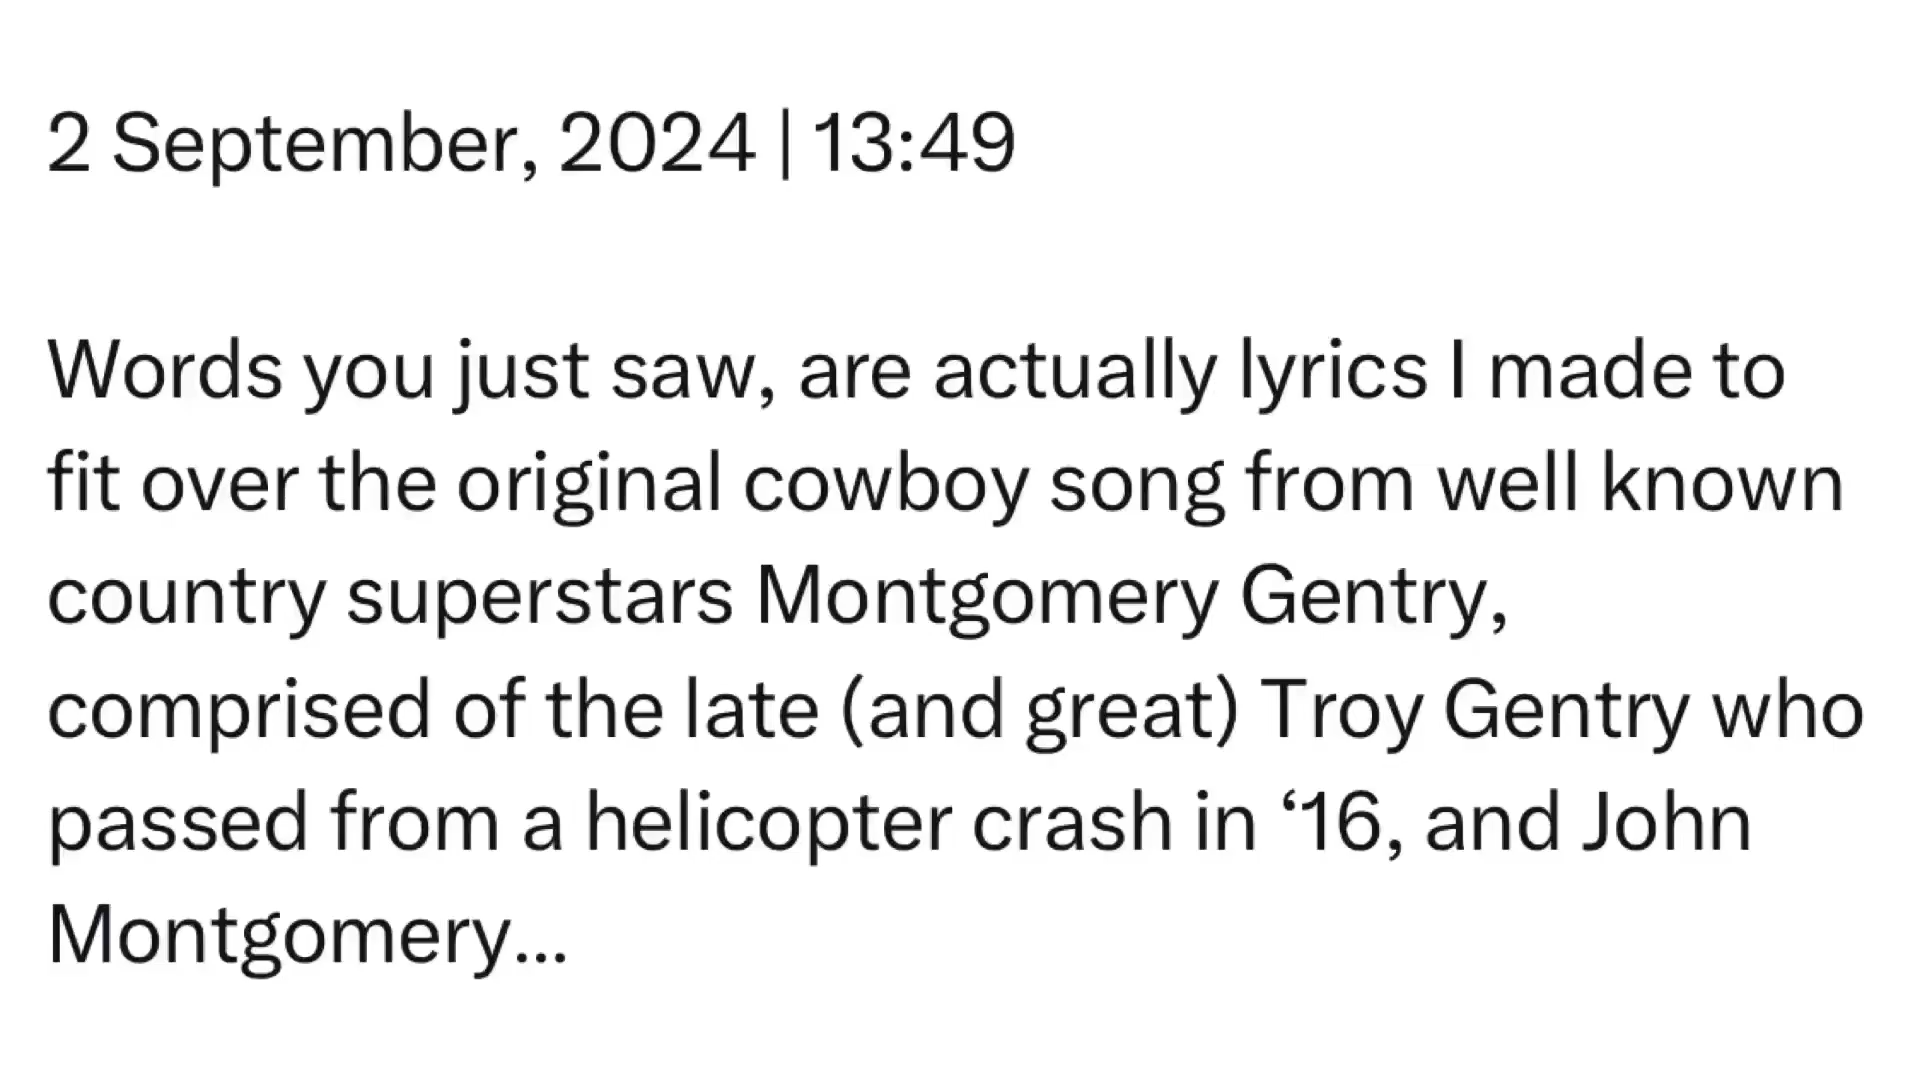 2 September, 2024 | 13:49
Words you just saw, are actually lyrics I made to
fit over the original cowboy song from well known
country superstars Montgomery Gentry,
comprised of the late (and great) Troy Gentry who
passed from a helicopter crash in ‘16, and John
Montgomery...